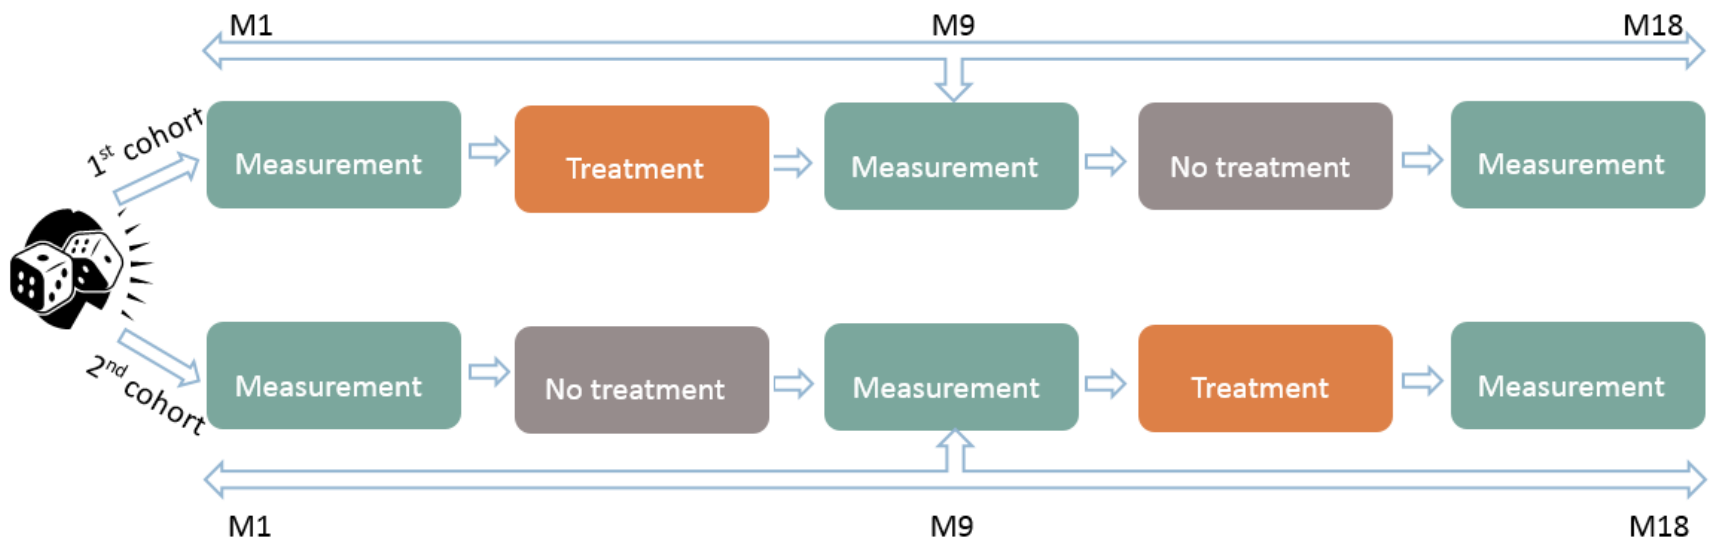 M1 M9 M18
1st cohort
Measurement Treatment Measurement No treatment Measurement
Measurement No treatment Measurement Treatment Measurement
2nd cohort
M1 M9 M18